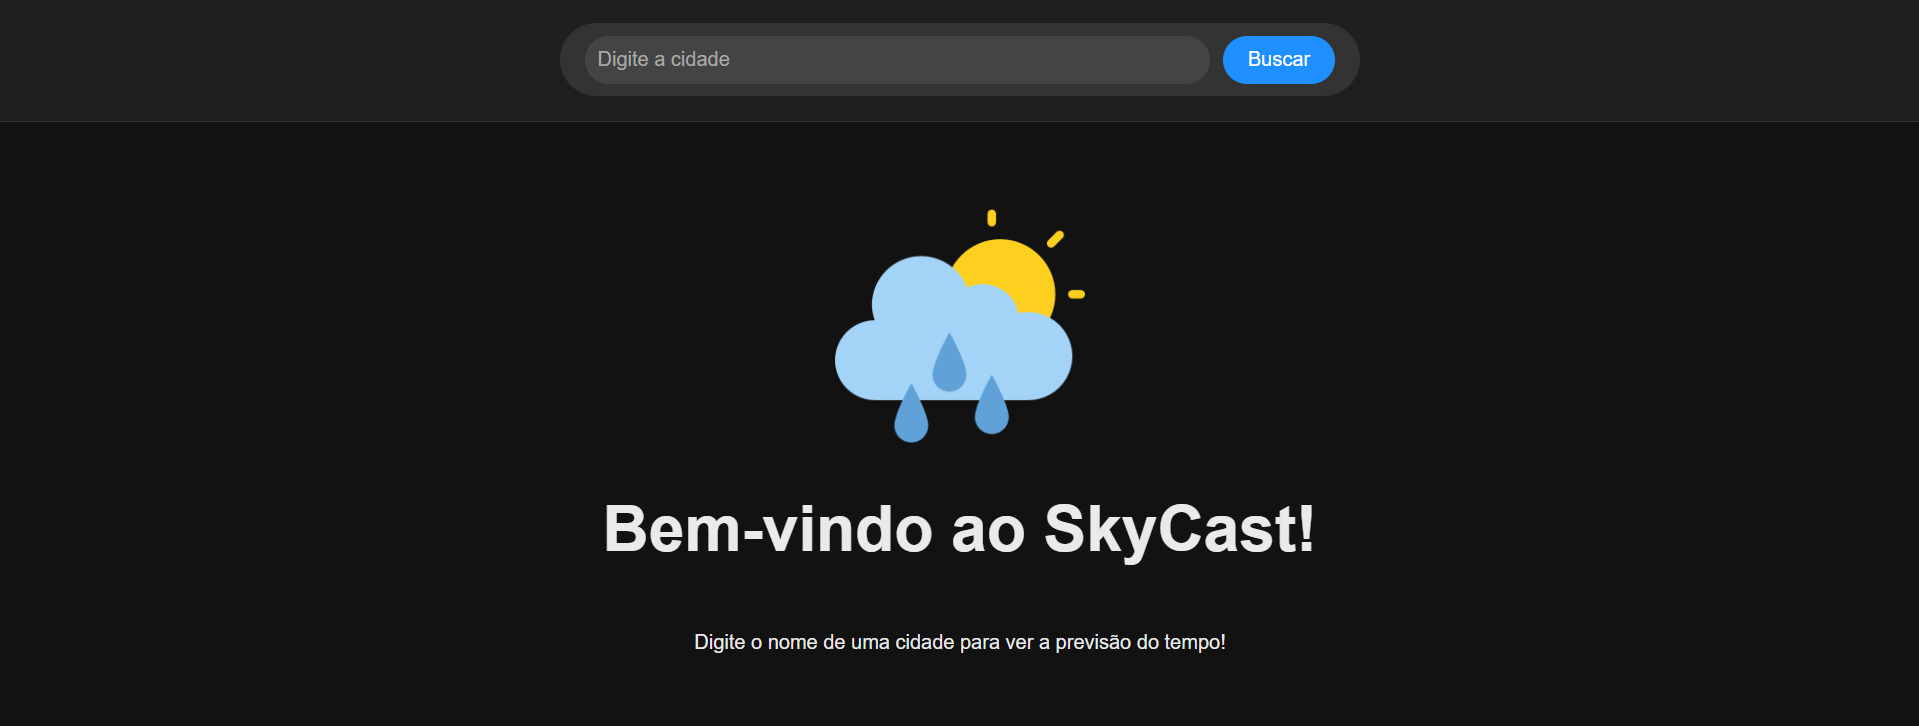 Digite a cidade
Buscar
Bem-vindo ao SkyCast!
Digite o nome de uma cidade para ver a previsão do tempo!